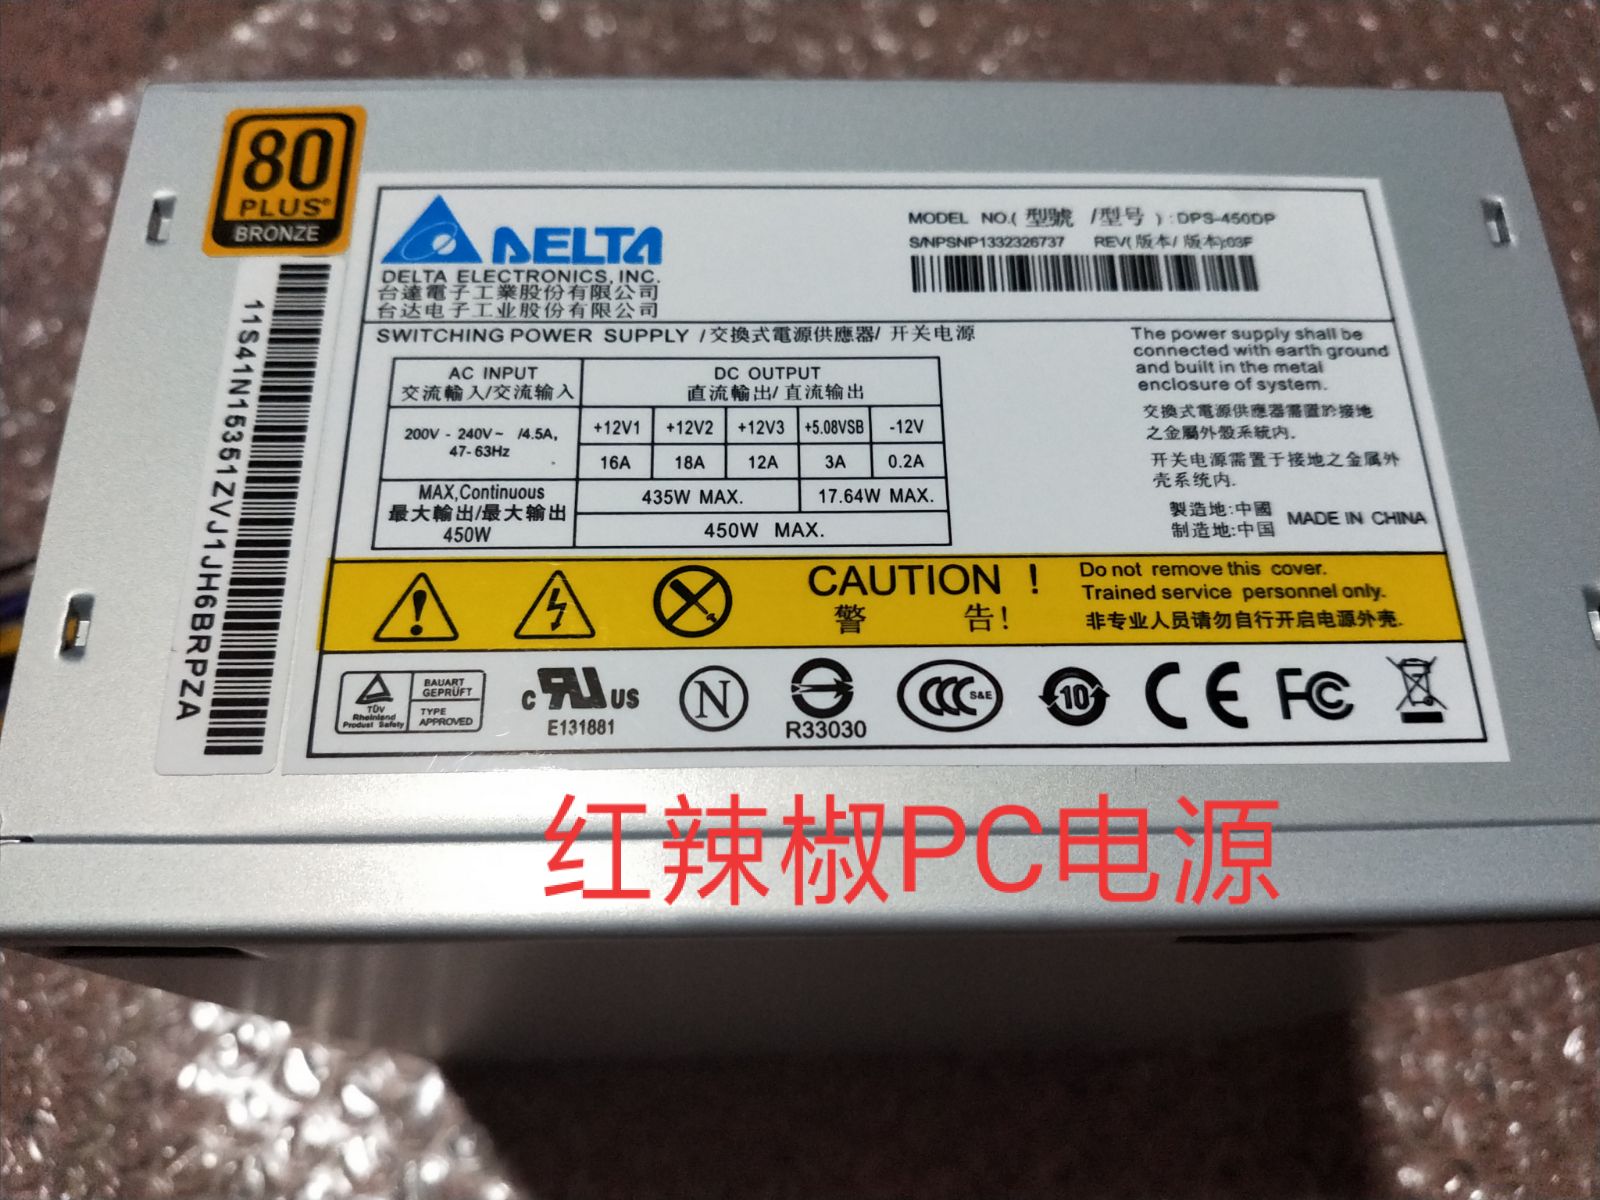 80
PLUS®
BRONZE
11S41N15351ZVJ1JH6BRPZA
DELTA
DELTA ELECTRONICS, INC.
台達電子工業股份有限公司
台达电子工业股份有限公司
MODEL NO.( 型號 /型号 ) : DPS-450DP
S/NPSNP1332326737 REV( 版本/ 版本):03F
SWITCHING POWER SUPPLY / 交換式電源供應器/ 开关电源
AC INPUT
交流輸入/交流输入
DC OUTPUT
直流輸出/ 直流输出
200V - 240V~ /4.5A,
47-63Hz
+12V1 +12V2 +12V3 +5.08VSB -12V
16A 18A 12A 3A 0.2A
MAX,Continuous
最大輸出/最大输出
450W
435W MAX. 17.64W MAX.
450W MAX.
The power supply shall be
connected with earth ground
and built in the metal
enclosure of system.
交換式電源供應器需置於接地
之金屬外殼系統内.
开关电源需置于接地之金属外
壳系统内.
製造地:中國
制造地:中国
MADE IN CHINA
CAUTION !
警 告!
Do not remove this cover.
Trained service personnel only.
非专业人员请勿自行开启电源外壳.
TÜV
Rheinland
Product Safety
BAUART
GEPRÜFT
TYPE
APPROVED
c RU US
E131881
N
R33030
CCC S&E
10
CE
FC
红辣椒PC电源